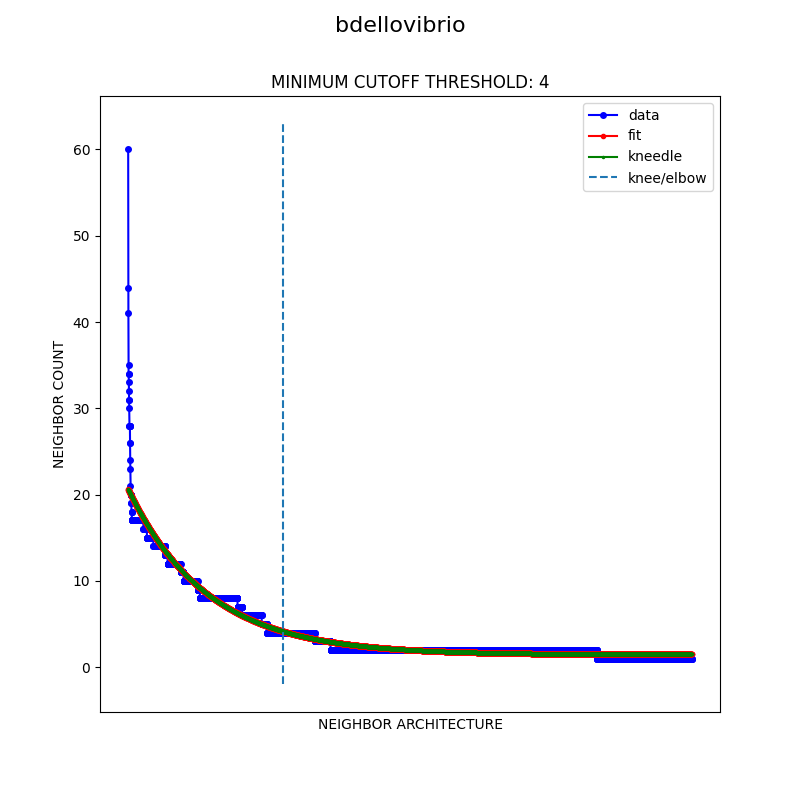 bdellovibrio
MINIMUM CUTOFF THRESHOLD: 4
data
fit
kneedle
knee/elbow
60
50
40
30
20
10
0
NEIGHBOR COUNT
NEIGHBOR ARCHITECTURE